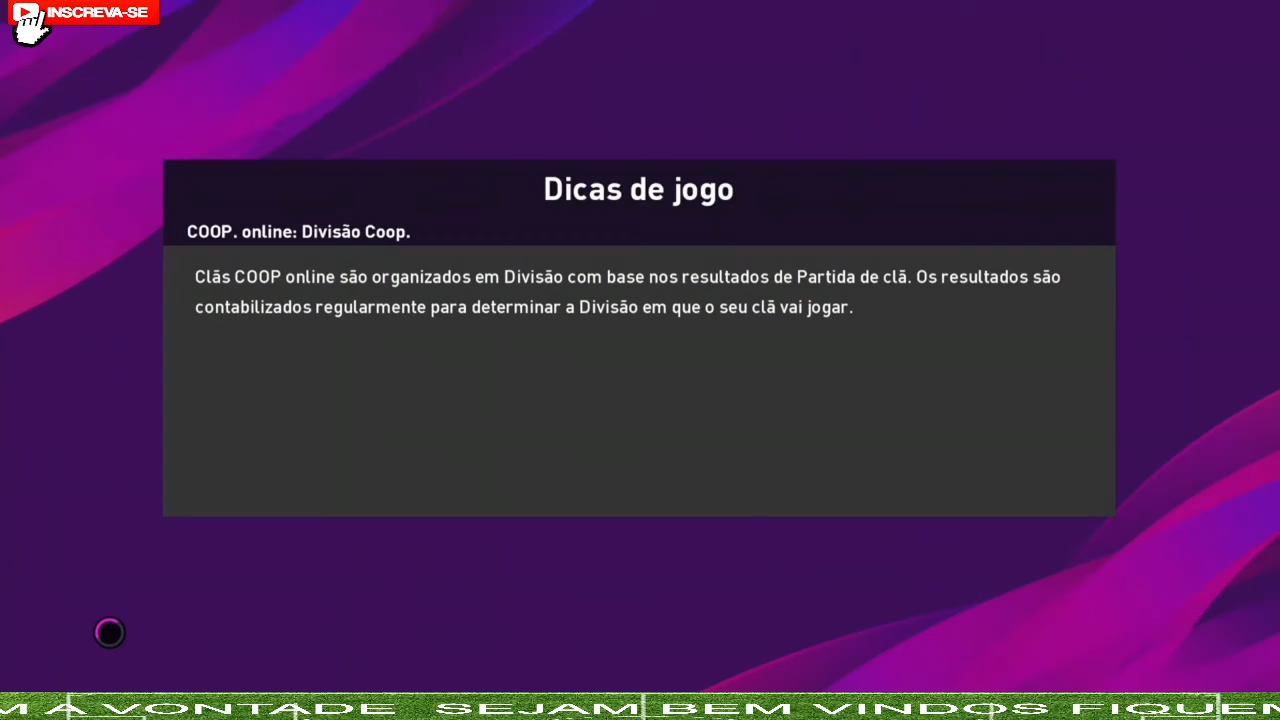 INSCREVA-SE
Dicas de jogo
COOP. online: Divisão Coop.
Clãs COOP online são organizados em Divisão com base nos resultados de Partida de clã. Os resultados são
contabilizados regularmente para determinar a Divisão em que o seu clã vai jogar.
M A VONTADE SEJAM BEM VINDOS FIQUEM